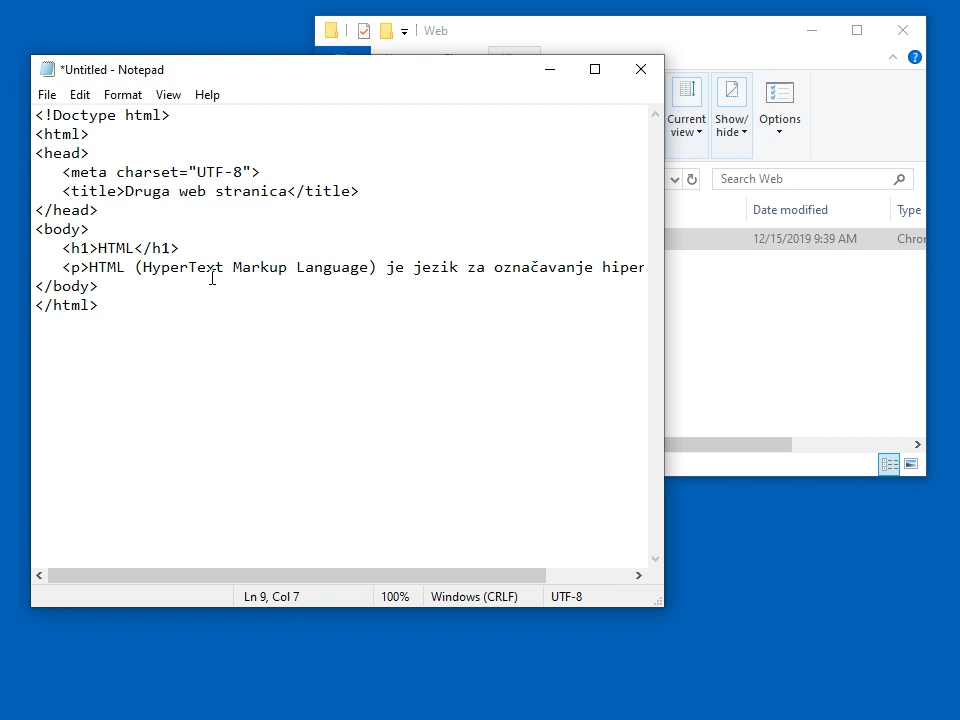 Web
*Untitled - Notepad
File Edit Format View Help
<!Doctype html>
<html>
<head>
<meta charset="UTF-8">
<title>Druga web stranica</title>
</head>
<body>
<h1>HTML</h1>
<p>HTML (HyperText Markup Language) je jezik za označavanje hiper
</body>
</html>
Ln 9, Col 7 100% Windows (CRLF) UTF-8
Current view
Show/ hide
Options
Search Web
Date modified Type
12/15/2019 9:39 AM Chro